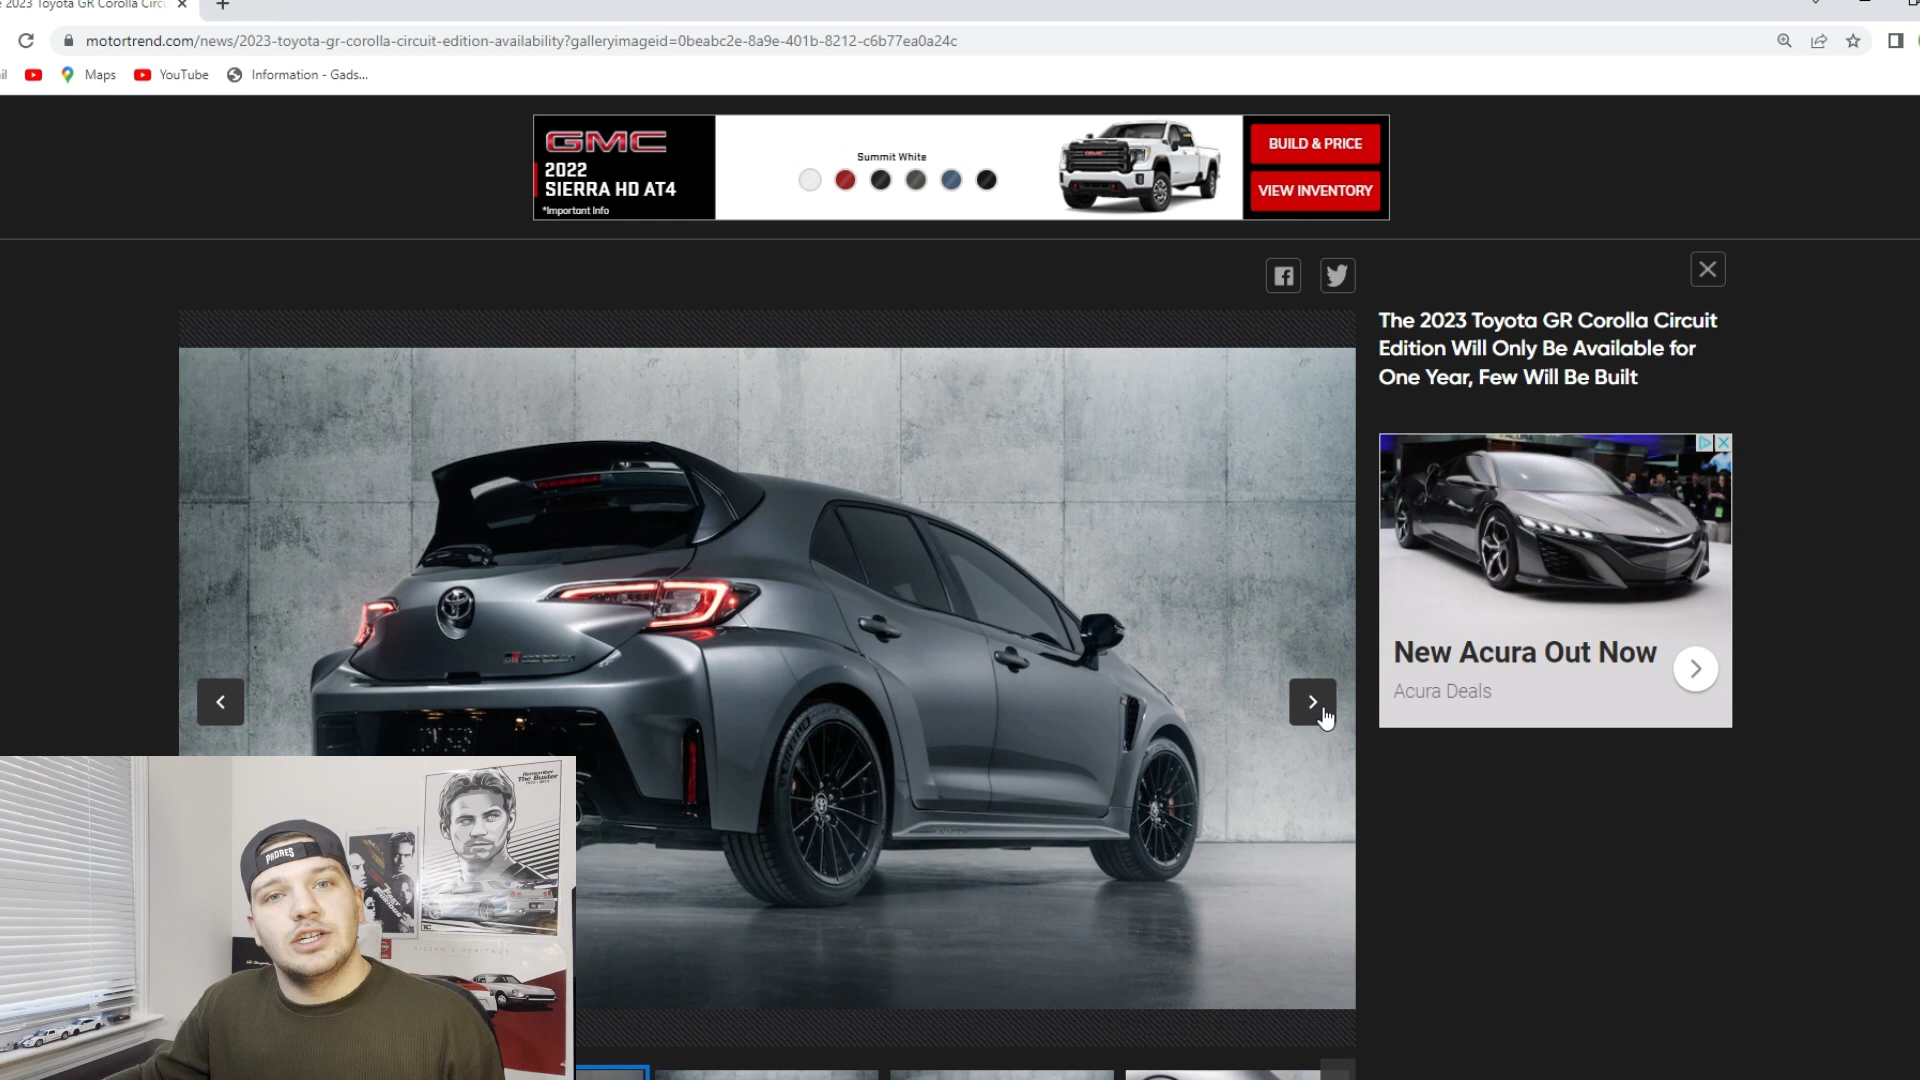 2023 Toyota GR Corolla Circ
motortrend.com/news/2023-toyota-gr-corolla-circuit-edition-availability?galleryimageid=0beabc2e-8a9e-401b-8212-c6b77ea0a24c
Maps
YouTube
Information - Gads...
GMC
2022
SIERRA HD AT4
*Important Info
Summit White
BUILD & PRICE
VIEW INVENTORY
The 2023 Toyota GR Corolla Circuit
Edition Will Only Be Available for
One Year, Few Will Be Built
New Acura Out Now
Acura Deals
Remember
The Buster
PADRES